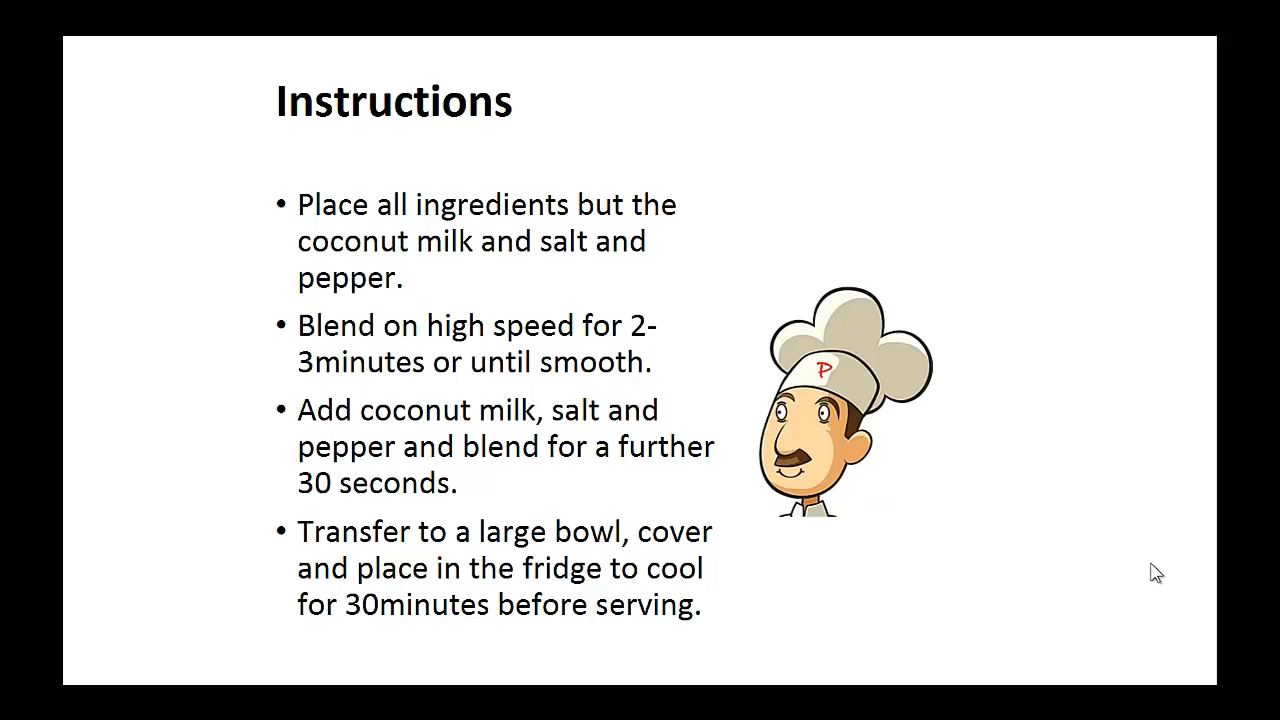 Instructions
• Place all ingredients but the
coconut milk and salt and
pepper.
• Blend on high speed for 2-
3minutes or until smooth.
• Add coconut milk, salt and
pepper and blend for a further
30 seconds.
• Transfer to a large bowl, cover
and place in the fridge to cool
for 30minutes before serving.
P